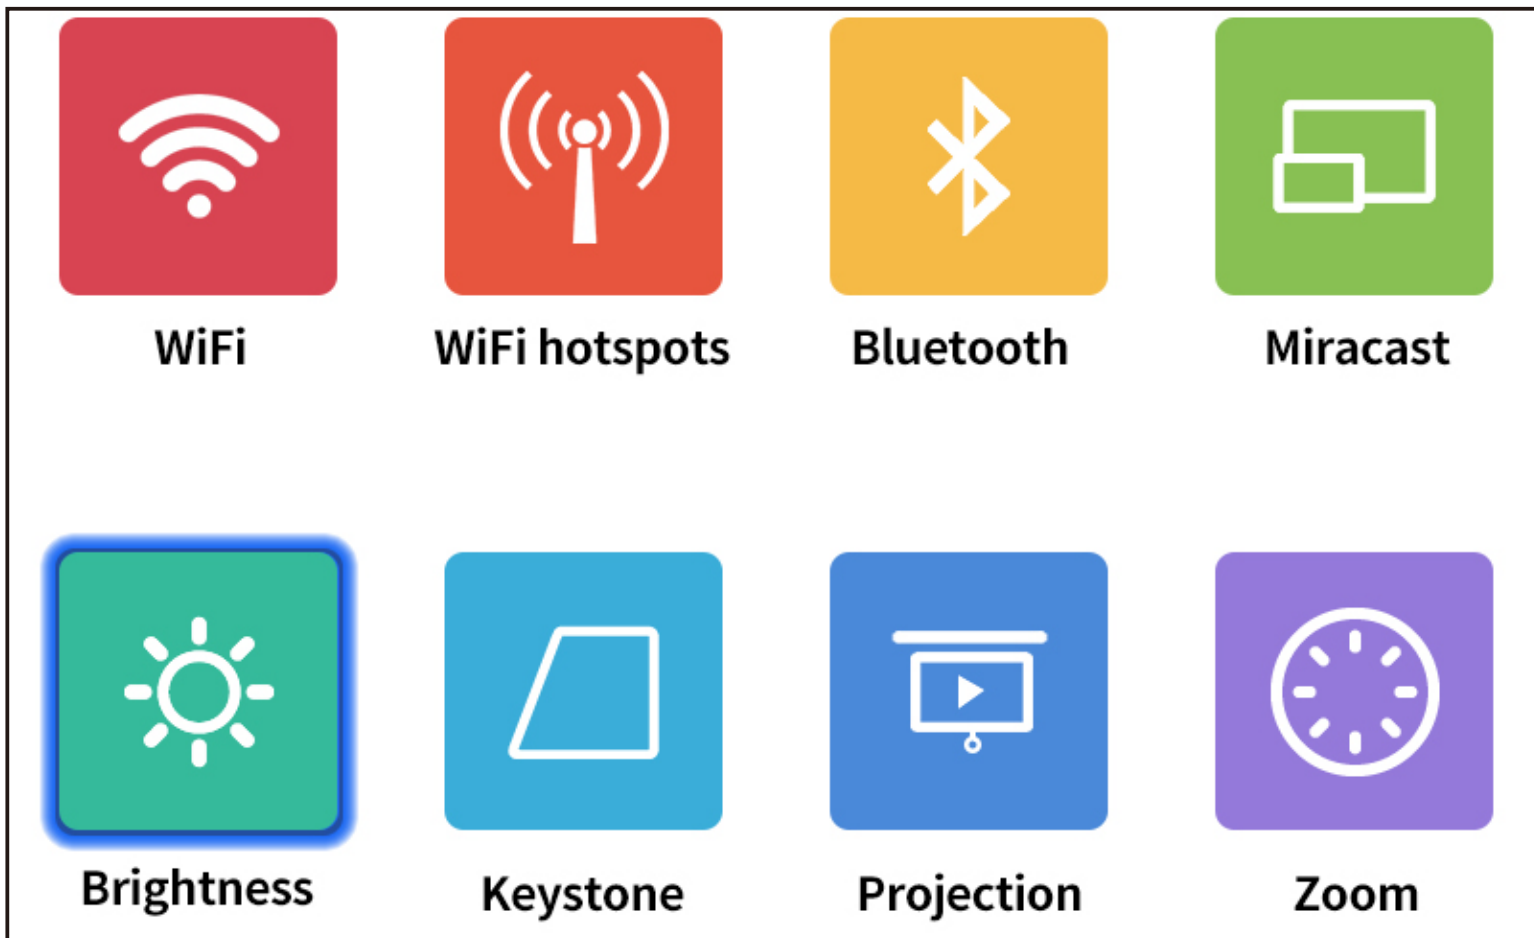 WiFi
WiFi hotspots
Bluetooth
Miracast
Brightness
Keystone
Projection
Zoom